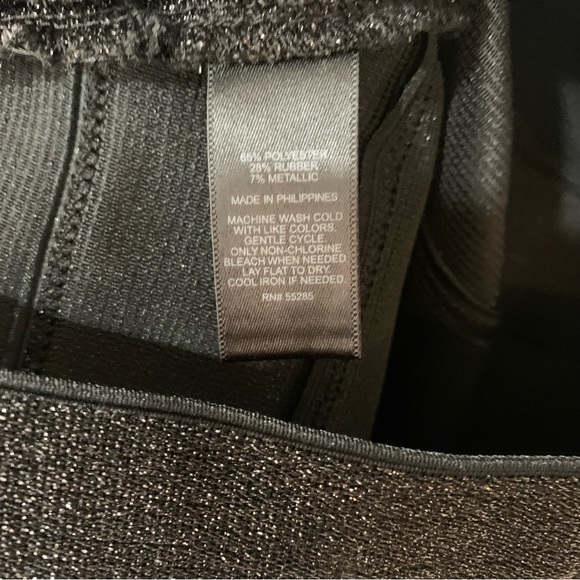 65% POLYESTER
28% RUBBER
7% METALLIC
MADE IN PHILIPPINES
MACHINE WASH COLD
WITH LIKE COLORS.
GENTLE CYCLE.
ONLY NON-CHLORINE
BLEACH WHEN NEEDED
LAY FLAT TO DRY.
COOL IRON IF NEEDED.
RN# 55285